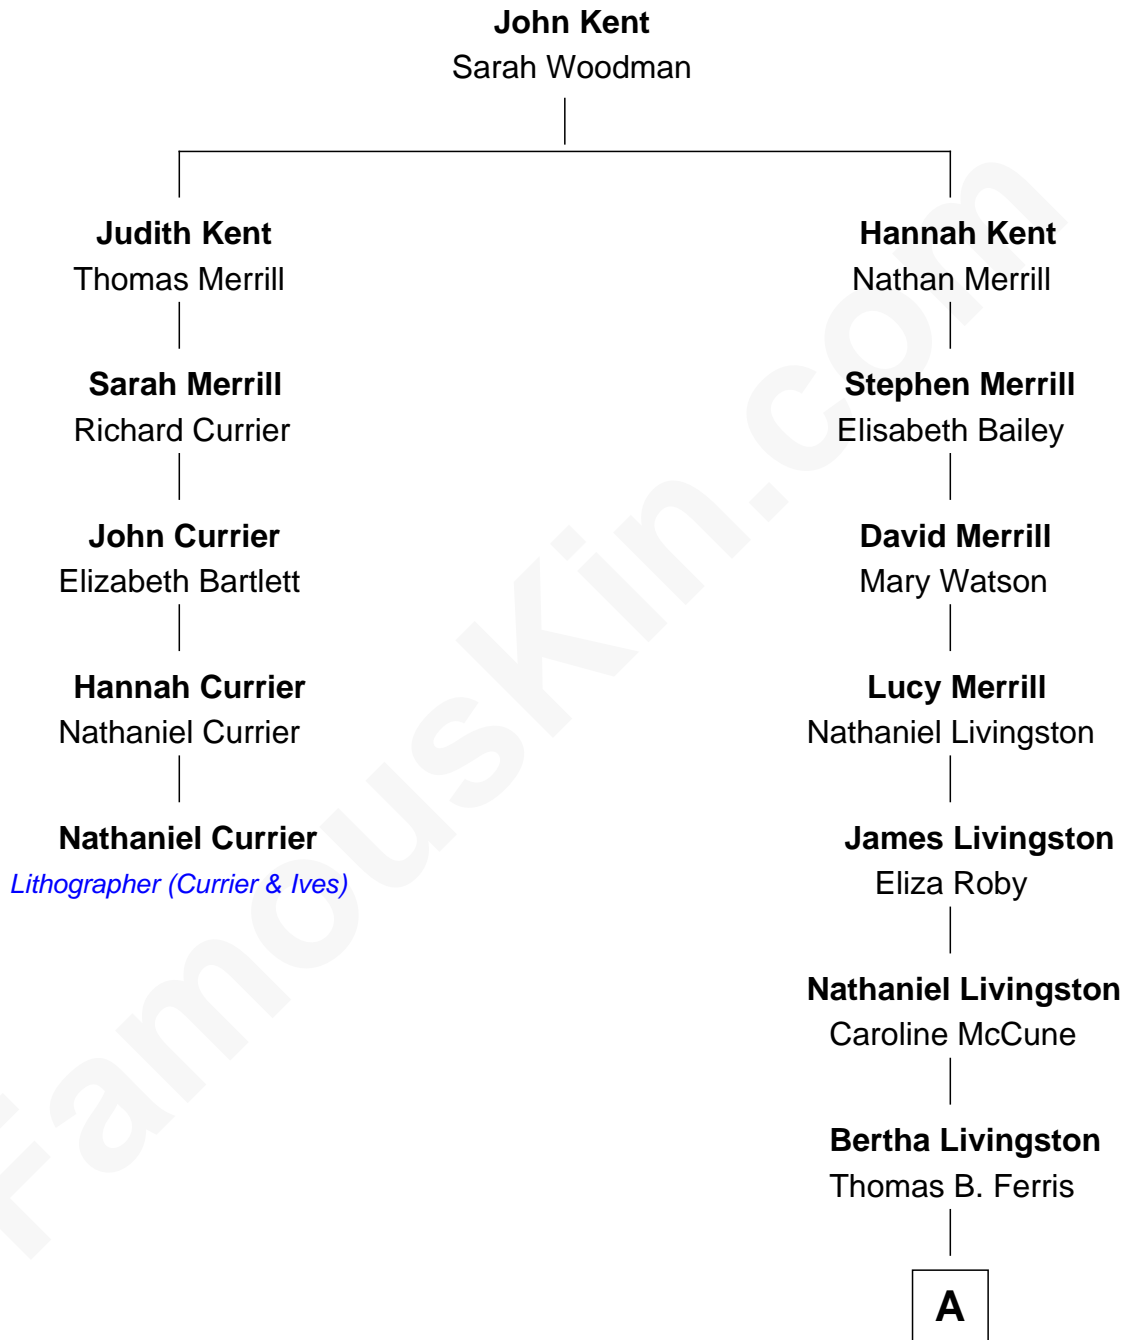 John Kent
Sarah Woodman
Judith Kent
Thomas Merrill
Hannah Kent
Nathan Merrill
Sarah Merrill
Richard Currier
Stephen Merrill
Elisabeth Bailey
John Currier
Elizabeth Bartlett
David Merrill
Mary Watson
Hannah Currier
Nathaniel Currier
Lucy Merrill
Nathaniel Livingston
Nathaniel Currier
Lithographer (Currier & Ives)
James Livingston
Eliza Roby
Nathaniel Livingston
Caroline McCune
Bertha Livingston
Thomas B. Ferris
A
FamousKin.com